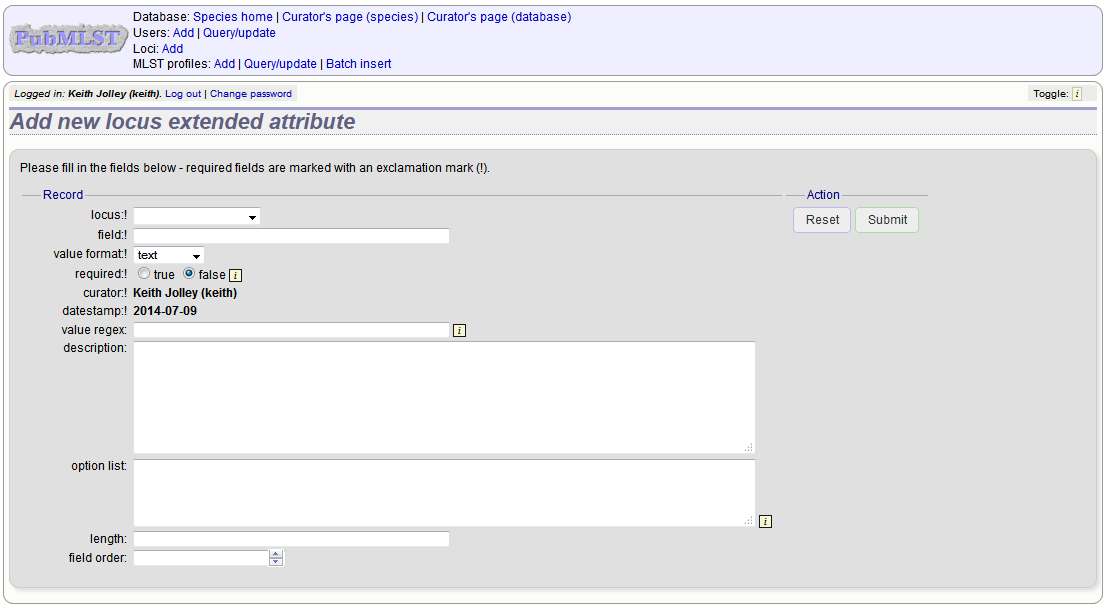 PubMLST
Database: Species home | Curator's page (species) | Curator's page (database)
Users: Add | Query/update
Loci: Add
MLST profiles: Add | Query/update | Batch insert
Logged in: Keith Jolley (keith). Log out | Change password
Toggle: i
Add new locus extended attribute
Please fill in the fields below - required fields are marked with an exclamation mark (!).
Record
Action
locus:!
Reset Submit
field:!
value format:! text
required:! true false i
curator:! Keith Jolley (keith)
datestamp:! 2014-07-09
value regex: i
description:
option list: i
length:
field order: